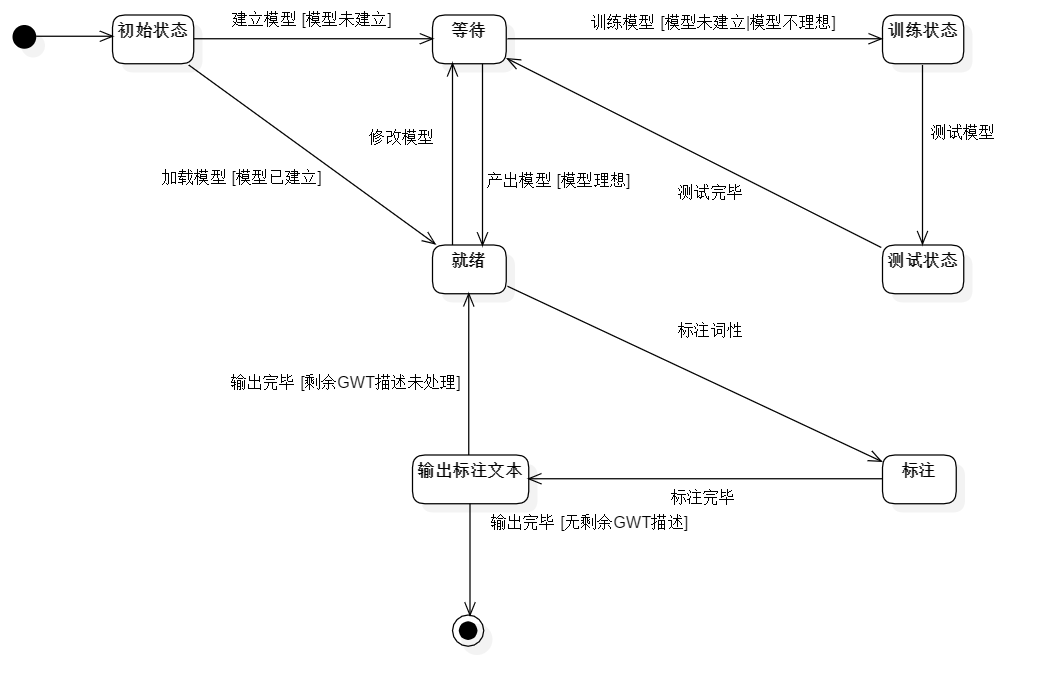 建立模型 [模型未建立]
训练模型 [模型未建立|模型不理想]
初始状态
等待
训练状态
修改模型
测试模型
加载模型 [模型已建立]
产出模型 [模型理想]
测试完毕
就绪
测试状态
标注词性
输出完毕 [剩余GWT描述未处理]
输出标注文本
标注
标注完毕
输出完毕 [无剩余GWT描述]